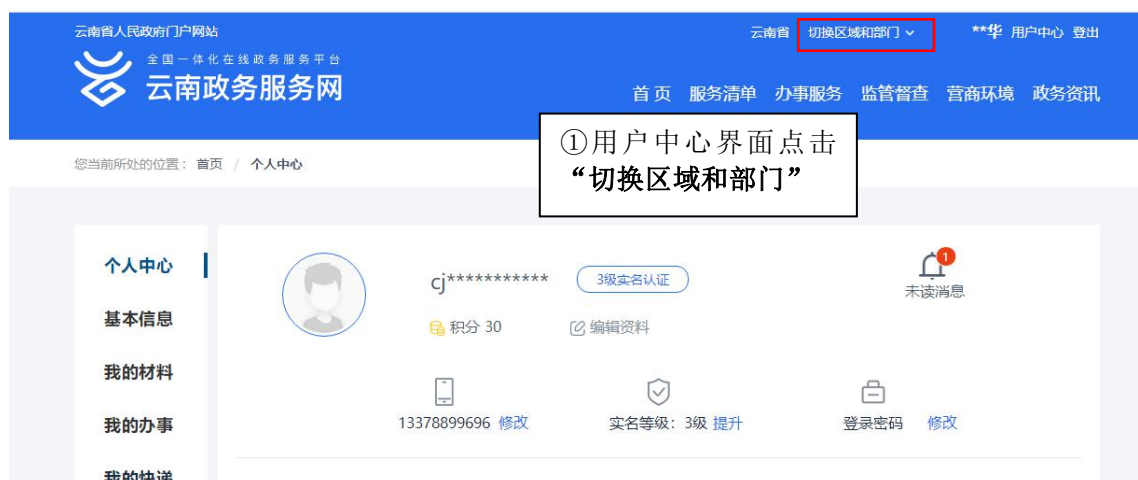 云南省人民政府门户网站
云南省 切换区域和部门 **华 用户中心 登出
全国一体化在线政务服务平台
云南政务服务网
首页 服务清单 办事服务 监管督查 营商环境 政务资讯
①用户中心界面点击
“切换区域和部门”
您当前所处的位置: 首页 / 个人中心
个人中心
cj*********** 3级实名认证
1
未读消息
基本信息
积分 30 编辑资料
我的材料
我的办事
13378899696 修改 实名等级: 3级 提升 登录密码 修改
我的快递